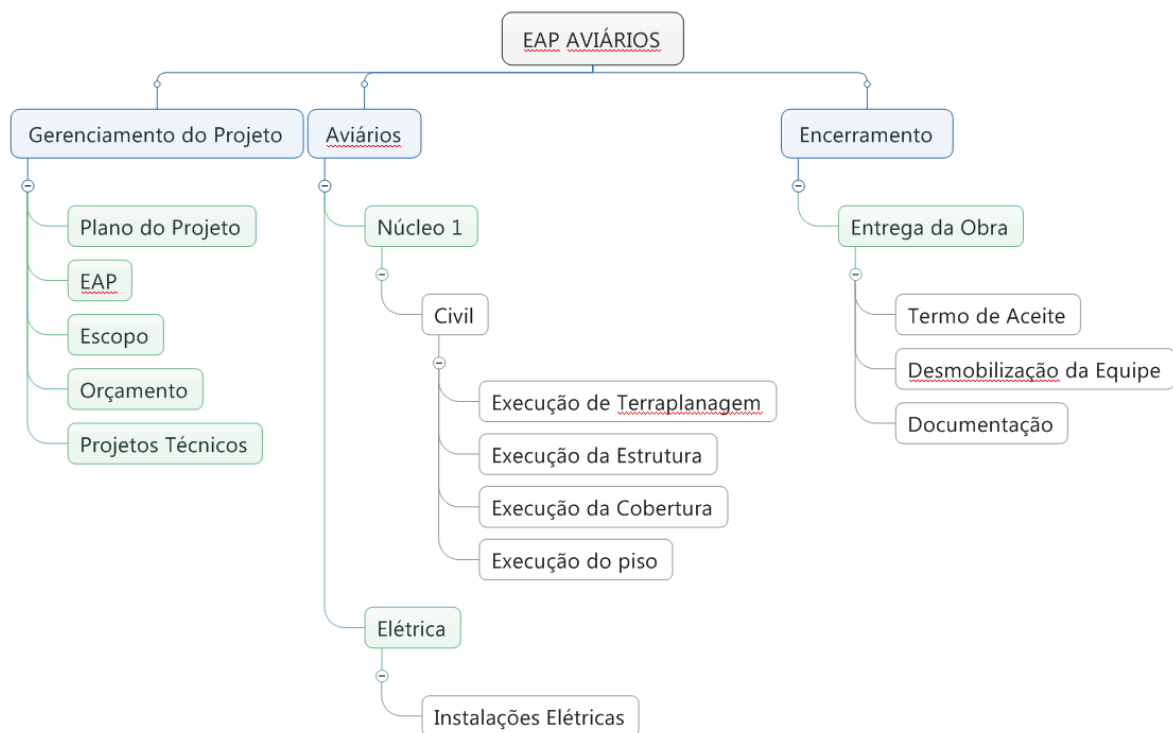 EAP AVIÁRIOS
Gerenciamento do Projeto
Plano do Projeto
EAP
Escopo
Orçamento
Projetos Técnicos
Aviários
Núcleo 1
Civil
Execução de Terraplanagem
Execução da Estrutura
Execução da Cobertura
Execução do piso
Elétrica
Instalações Elétricas
Encerramento
Entrega da Obra
Termo de Aceite
Desmobilização da Equipe
Documentação